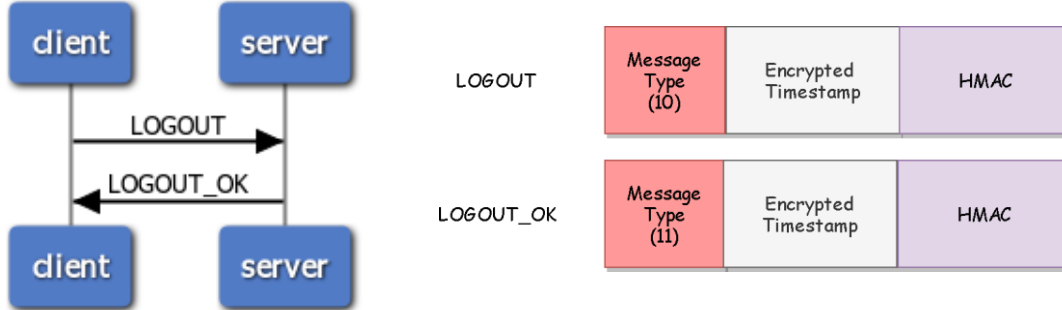 client
server
LOGOUT
LOGOUT_OK
client
server
LOGOUT
Message
Type
(10)
Encrypted
Timestamp
HMAC
LOGOUT_OK
Message
Type
(11)
Encrypted
Timestamp
HMAC